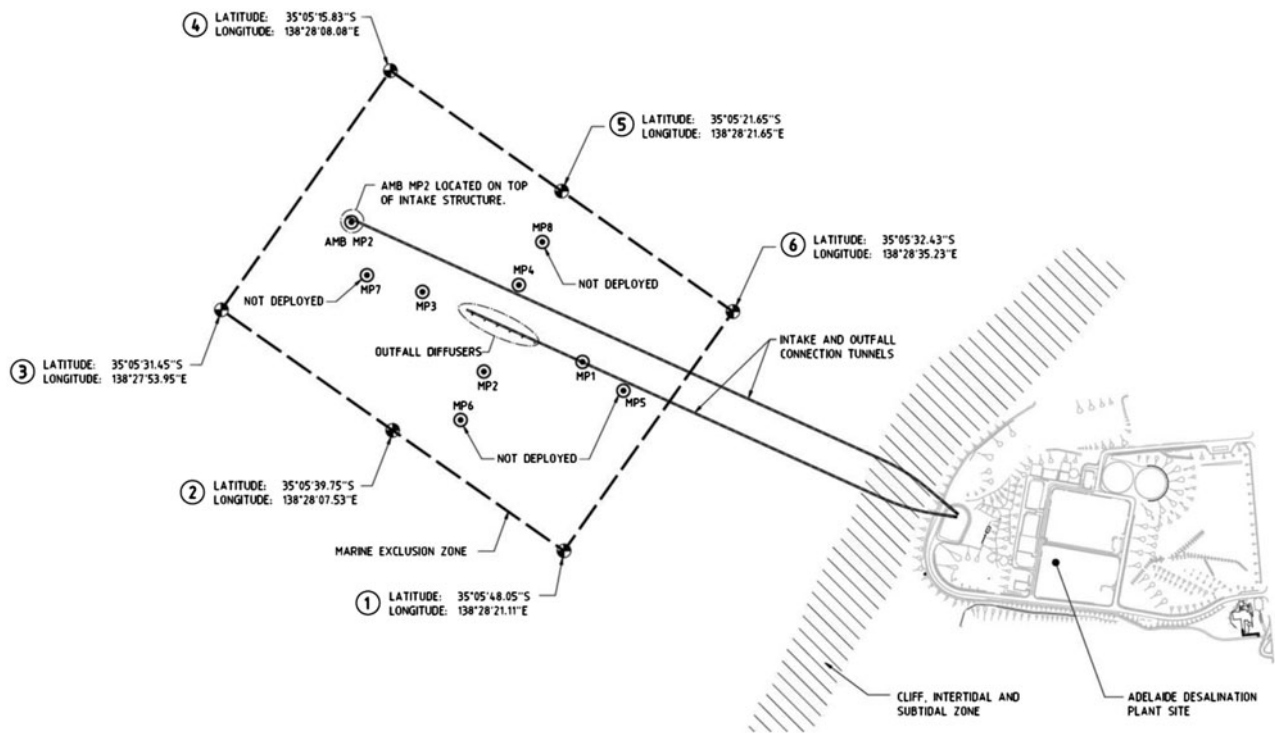 4
LATITUDE: 35°05'15.83"S
LONGITUDE: 138°28'08.08"E
5
LATITUDE: 35°05'21.65"S
LONGITUDE: 138°28'21.65"E
AMB MP2 LOCATED ON TOP
OF INTAKE STRUCTURE.
AMB MP2
MP8
6
LATITUDE: 35°05'32.43"S
LONGITUDE: 138°28'35.23"E
NOT DEPLOYED
MP7
MP3
MP4
NOT DEPLOYED
3
LATITUDE: 35°05'31.45"S
LONGITUDE: 138°27'53.95"E
OUTFALL DIFFUSERS
INTAKE AND OUTFALL
CONNECTION TUNNELS
MP1
MP2
MP5
MP6
NOT DEPLOYED
2
LATITUDE: 35°05'39.75"S
LONGITUDE: 138°28'07.53"E
MARINE EXCLUSION ZONE
1
LATITUDE: 35°05'48.05"S
LONGITUDE: 138°28'21.11"E
CLIFF, INTERTIDAL AND
SUBTIDAL ZONE
ADELAIDE DESALINATION
PLANT SITE